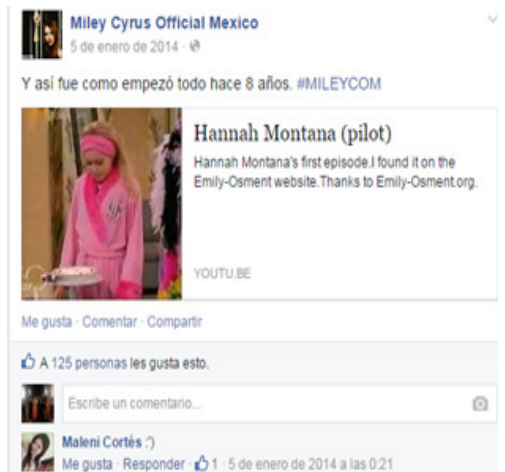 Miley Cyrus Official Mexico
5 de enero de 2014 ·
Y así fue como empezó todo hace 8 años. #MILEYCOM
Hannah Montana (pilot)
Hannah Montana's first episode.I found it on the
Emily-Osment website.Thanks to Emily-Osment.org.
YOUTU.BE
Me gusta · Comentar · Compartir
A 125 personas les gusta esto.
Escribe un comentario...
Maleni Cortés :')
Me gusta · Responder · 1 · 5 de enero de 2014 a las 0:21